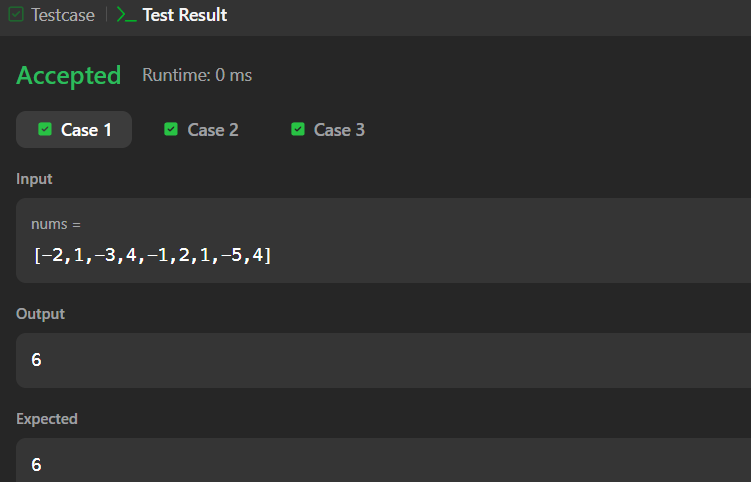 Testcase | >_ Test Result
Accepted Runtime: 0 ms
Case 1 Case 2 Case 3
Input
nums =
[-2,1,-3,4,-1,2,1,-5,4]
Output
6
Expected
6